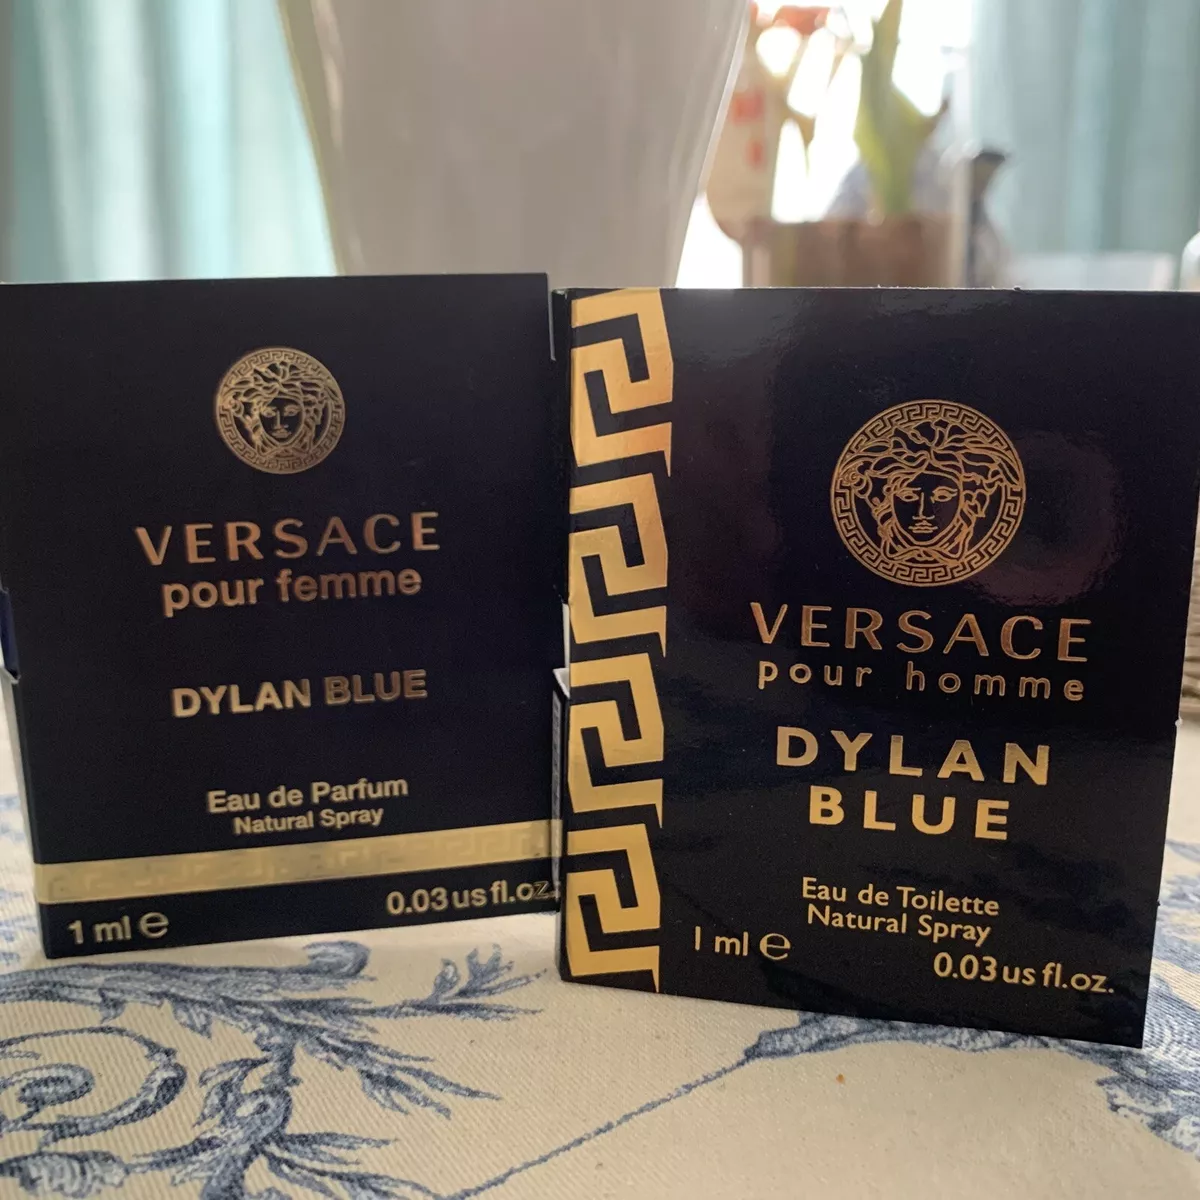 VERSACE
pour femme
DYLAN BLUE
Eau de Parfum
Natural Spray
1 ml e
0.03 us fl.oz.
VERSACE
pour homme
DYLAN
BLUE
Eau de Toilette
Natural Spray
1 ml e
0.03 us fl.oz.